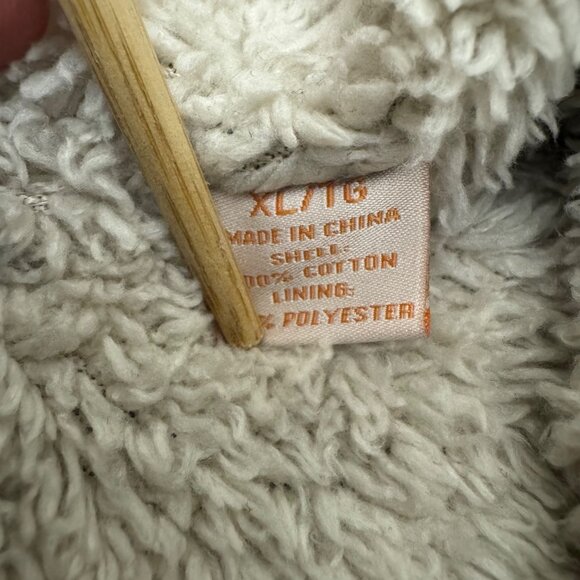 XL/TG
MADE IN CHINA
SHELL:
00% COTTON
LINING:
% POLYESTER